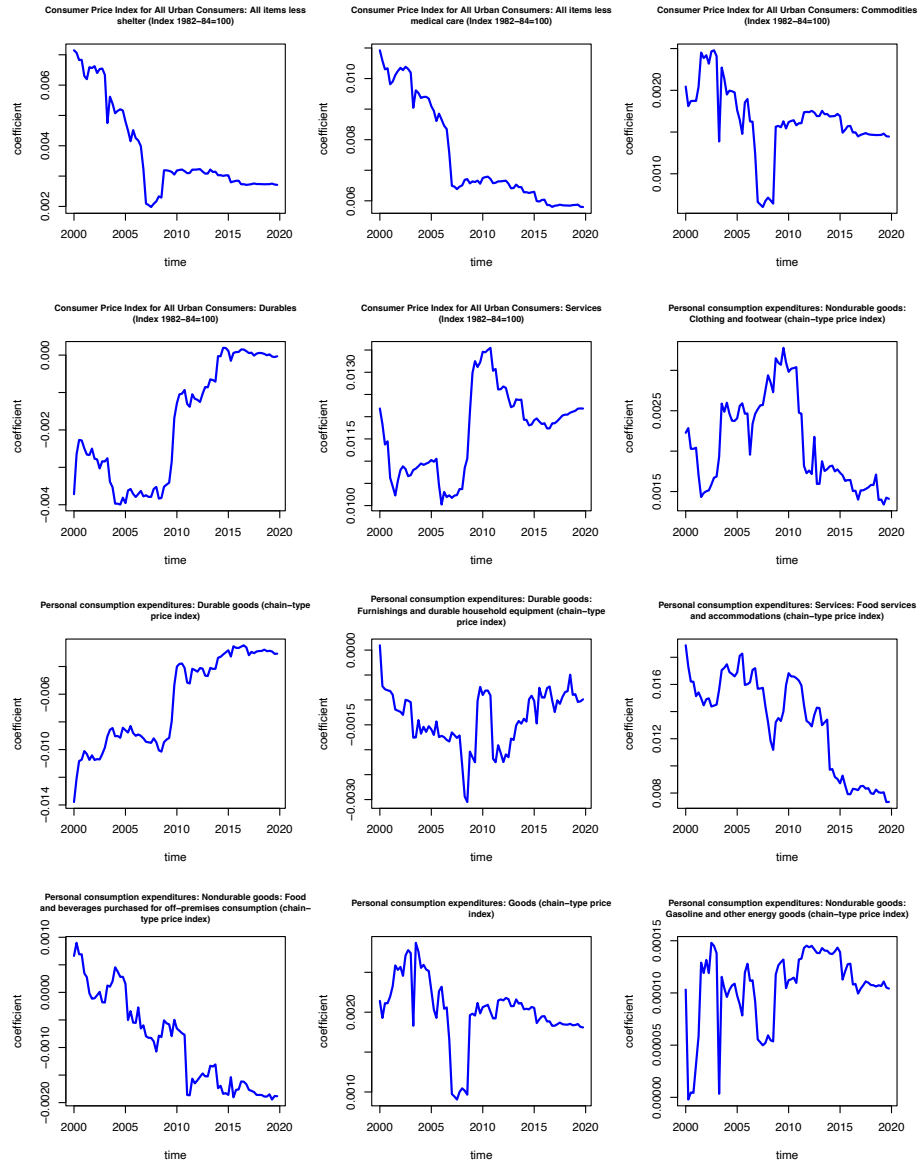 Consumer Price Index for All Urban Consumers: All items less
shelter (Index 1982−84=100)
coefficient
0.002 0.004 0.006
2000 2005 2010 2015 2020
time
Consumer Price Index for All Urban Consumers: All items less
medical care (Index 1982−84=100)
coefficient
0.006 0.008 0.010
2000 2005 2010 2015 2020
time
Consumer Price Index for All Urban Consumers: Commodities
(Index 1982−84=100)
coefficient
0.0010 0.0020
2000 2005 2010 2015 2020
time
Consumer Price Index for All Urban Consumers: Durables
(Index 1982−84=100)
coefficient
−0.004 −0.002 0.000
2000 2005 2010 2015 2020
time
Consumer Price Index for All Urban Consumers: Services
(Index 1982−84=100)
coefficient
0.0100 0.0115 0.0130
2000 2005 2010 2015 2020
time
Personal consumption expenditures: Nondurable goods:
Clothing and footwear (chain−type price index)
coefficient
0.0015 0.0025
2000 2005 2010 2015 2020
time
Personal consumption expenditures: Durable goods (chain−type
price index)
coefficient
−0.014 −0.010 −0.006
2000 2005 2010 2015 2020
time
Personal consumption expenditures: Durable goods:
Furnishings and durable household equipment (chain−type
price index)
coefficient
−0.0030 −0.0015 0.0000
2000 2005 2010 2015 2020
time
Personal consumption expenditures: Services: Food services
and accommodations (chain−type price index)
coefficient
0.008 0.012 0.016
2000 2005 2010 2015 2020
time
Personal consumption expenditures: Nondurable goods: Food
and beverages purchased for off−premises consumption (chain−
type price index)
coefficient
−0.0020 −0.0010 0.0000 0.0010
2000 2005 2010 2015 2020
time
Personal consumption expenditures: Goods (chain−type price
index)
coefficient
0.0010 0.0020
2000 2005 2010 2015 2020
time
Personal consumption expenditures: Nondurable goods:
Gasoline and other energy goods (chain−type price index)
coefficient
0.00000 0.00005 0.00010 0.00015
2000 2005 2010 2015 2020
time